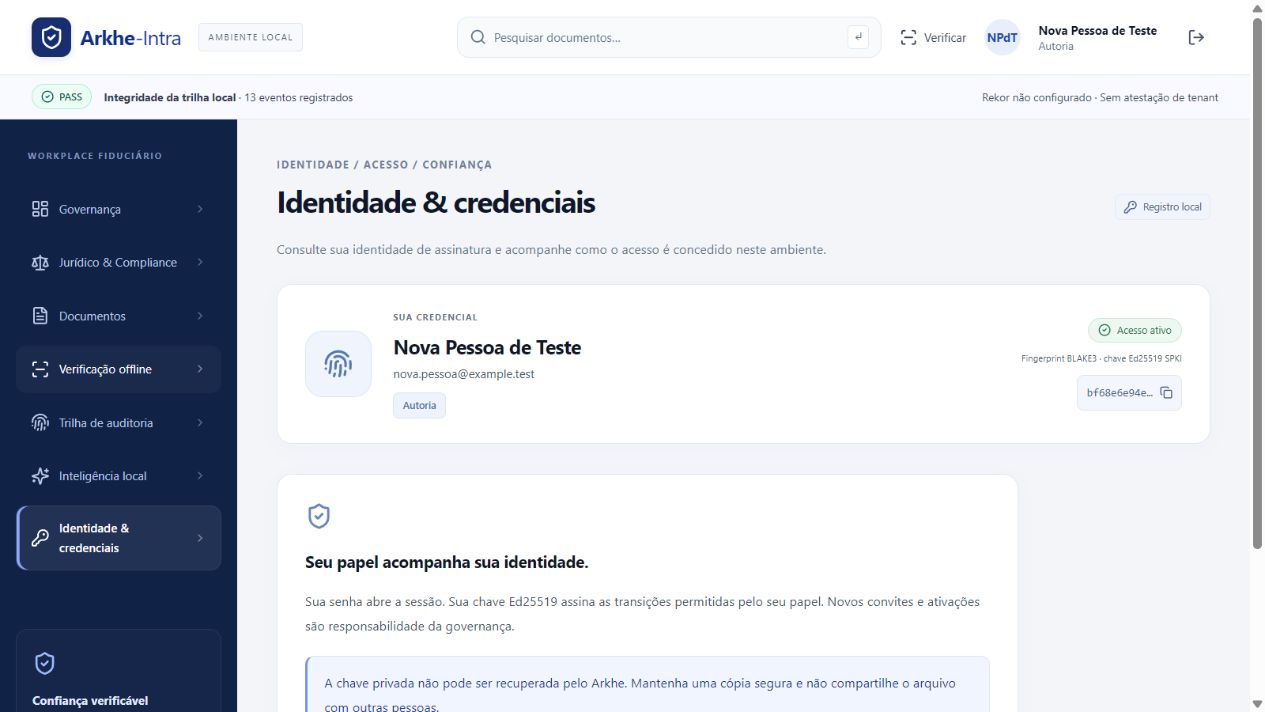 Arkhe-Intra
AMBIENTE LOCAL
Pesquisar documentos...
Verificar
NPdT
Nova Pessoa de Teste
Autoria
PASS
Integridade da trilha local · 13 eventos registrados
Rekor não configurado · Sem atestação de tenant
WORKPLACE FIDUCIÁRIO
Governança
Jurídico & Compliance
Documentos
Verificação offline
Trilha de auditoria
Inteligência local
Identidade &
credenciais
Confiança verificável
IDENTIDADE / ACESSO / CONFIANÇA
Identidade & credenciais
Registro local
Consulte sua identidade de assinatura e acompanhe como o acesso é concedido neste ambiente.
SUA CREDENCIAL
Nova Pessoa de Teste
nova.pessoa@example.test
Autoria
Acesso ativo
Fingerprint BLAKE3 · chave Ed25519 SPKI
bf68e6e94e…
Seu papel acompanha sua identidade.
Sua senha abre a sessão. Sua chave Ed25519 assina as transições permitidas pelo seu papel. Novos convites e ativações
são responsabilidade da governança.
A chave privada não pode ser recuperada pelo Arkhe. Mantenha uma cópia segura e não compartilhe o arquivo
com outras pessoas.